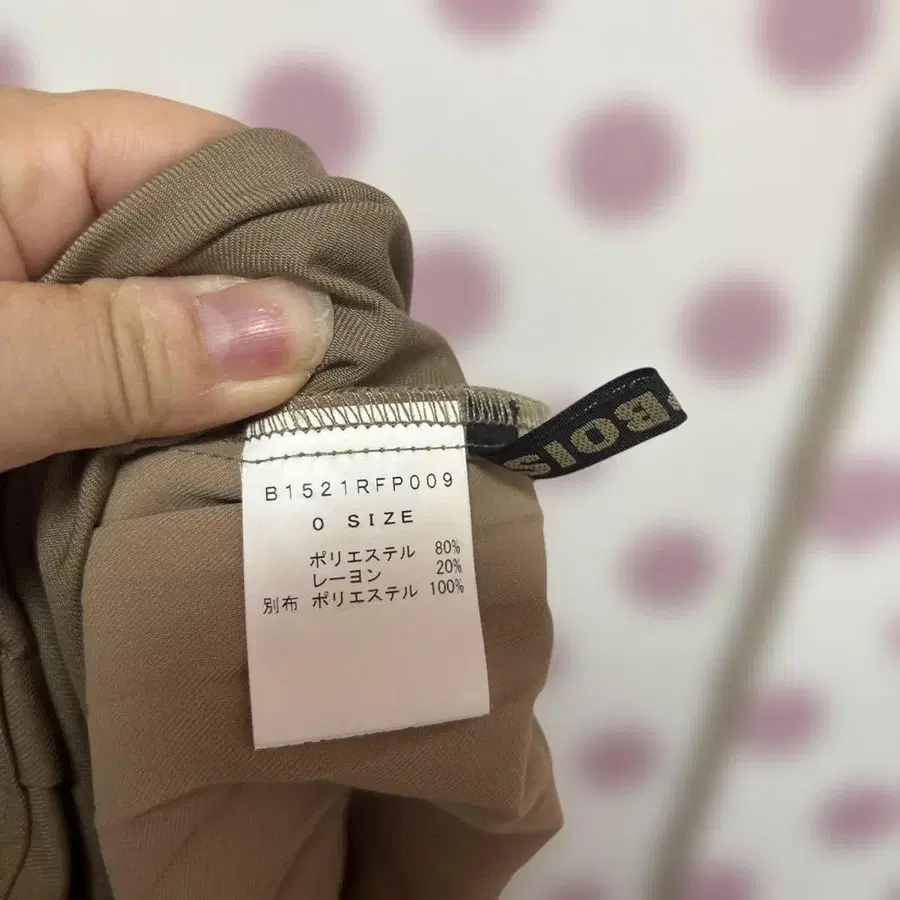 B1521RFP009
0 SIZE
ポリエステル 80%
レーヨン 20%
別布 ポリエステル 100%
BOIS